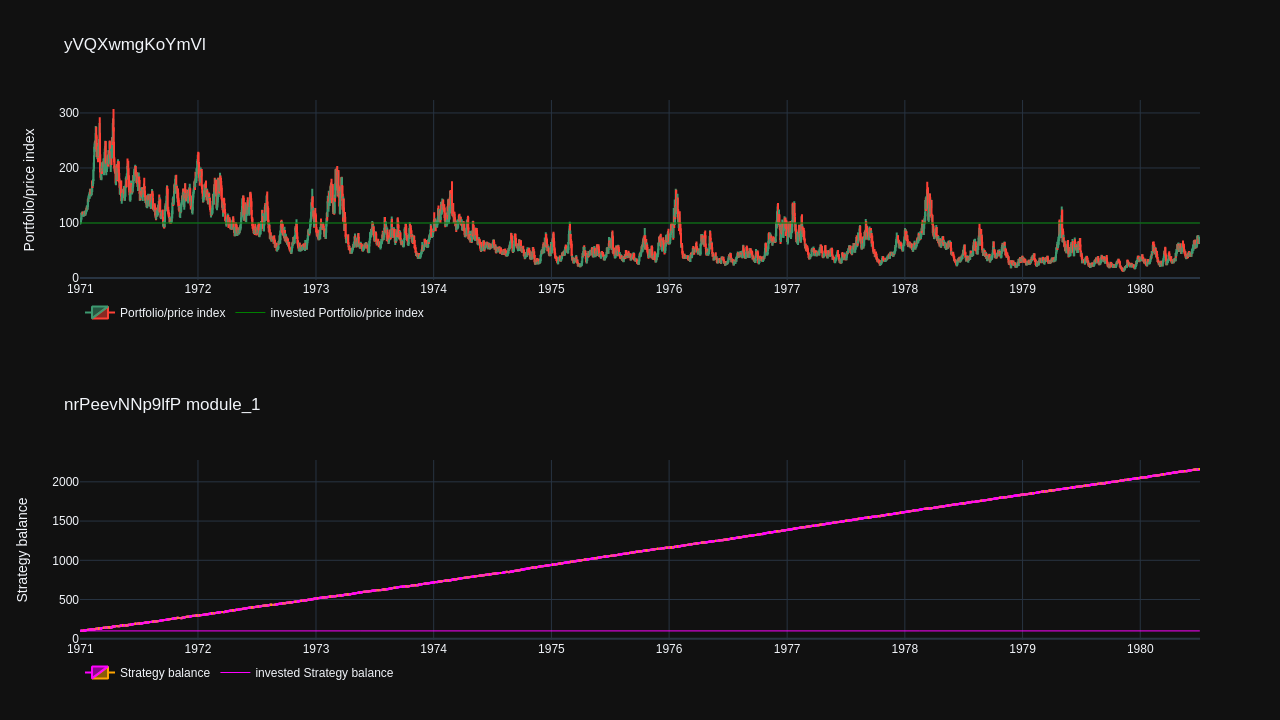 yVQXwmgKoYmVl
Portfolio/price index
300
200
100
0
1971 1972 1973 1974 1975 1976 1977 1978 1979 1980
Portfolio/price index invested Portfolio/price index
nrPeevNNp9lfP module_1
Strategy balance
2000
1500
1000
500
0
1971 1972 1973 1974 1975 1976 1977 1978 1979 1980
Strategy balance invested Strategy balance